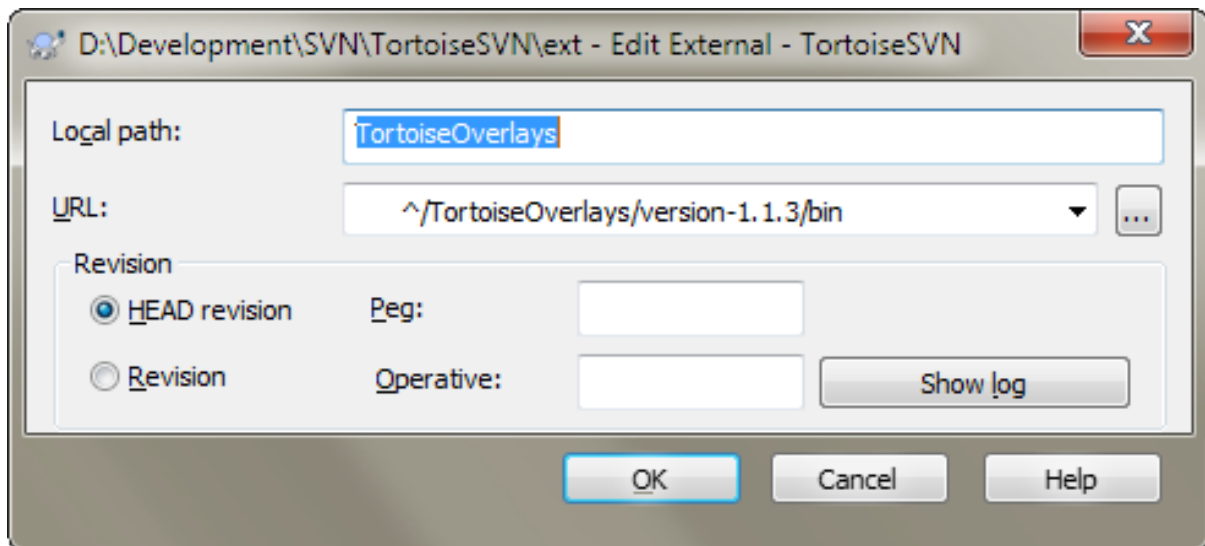 D:\Development\SVN\TortoiseSVN\ext - Edit External - TortoiseSVN
Local path: TortoiseOverlays
URL: ^/TortoiseOverlays/version-1.1.3/bin ...
Revision
HEAD revision Peg:
Revision Operative: Show log
OK Cancel Help